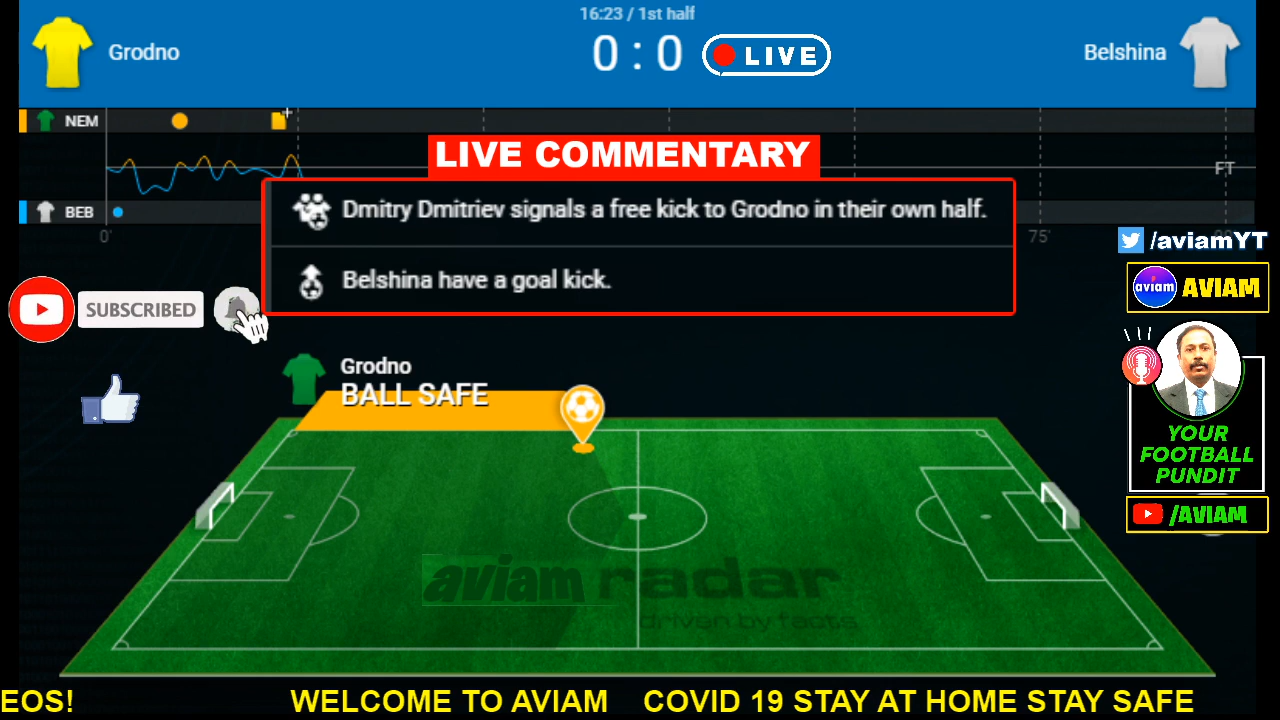 16:23 / 1st half
Grodno
0 : 0
LIVE
Belshina
NEM
FT
BEB
0'
75'
LIVE COMMENTARY
Dmitry Dmitriev signals a free kick to Grodno in their own half.
Belshina have a goal kick.
/aviamYT
aviam
AVIAM
SUBSCRIBED
Grodno
BALL SAFE
YOUR
FOOTBALL
PUNDIT
/AVIAM
aviam radar
driven by facts
EOS! WELCOME TO AVIAM COVID 19 STAY AT HOME STAY SAFE